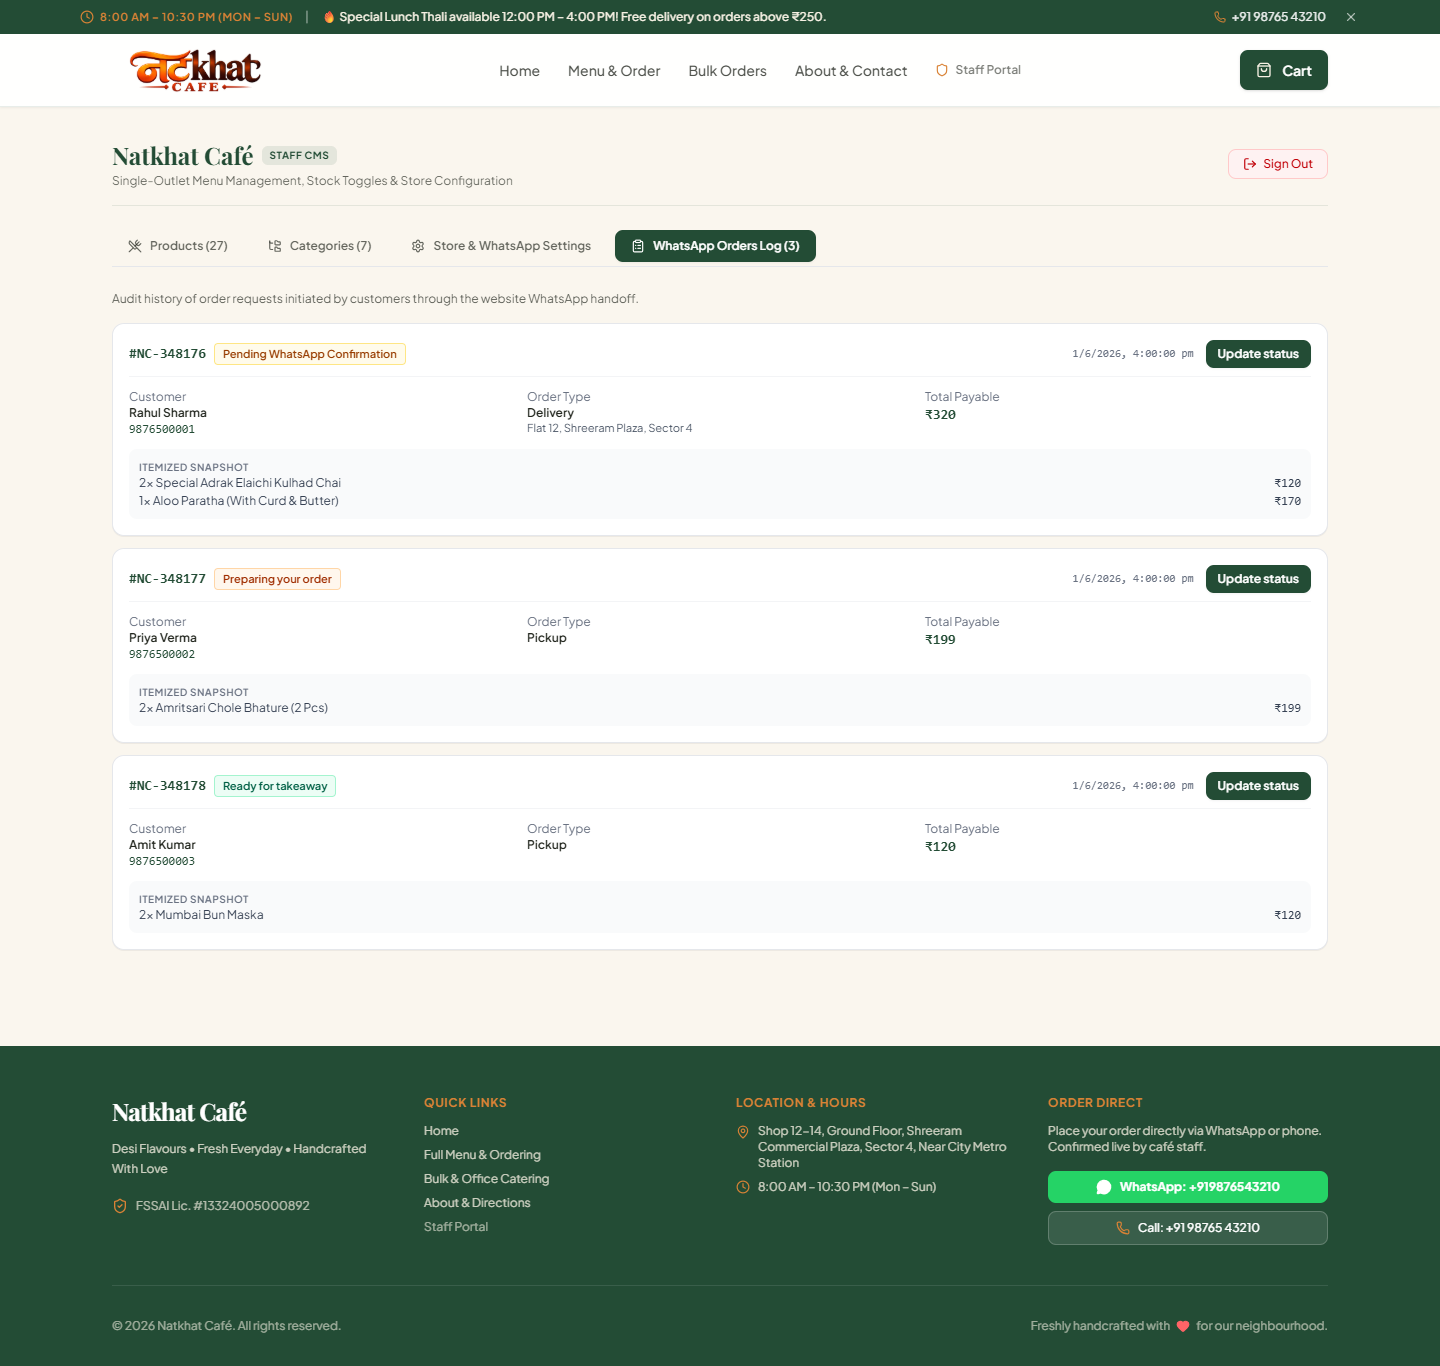 8:00 AM – 10:30 PM (MON – SUN) | 🔥 Special Lunch Thali available 12:00 PM – 4:00 PM! Free delivery on orders above ₹250. +91 98765 43210
नटkhat
CAFE
Home Menu & Order Bulk Orders About & Contact Staff Portal Cart
Natkhat Café STAFF CMS
Single-Outlet Menu Management, Stock Toggles & Store Configuration
Sign Out
Products (27) Categories (7) Store & WhatsApp Settings WhatsApp Orders Log (3)
Audit history of order requests initiated by customers through the website WhatsApp handoff.
#NC-348176 Pending WhatsApp Confirmation 1/6/2026, 4:00:00 pm Update status
Customer Order Type Total Payable
Rahul Sharma Delivery ₹320
9876500001 Flat 12, Shreeram Plaza, Sector 4
ITEMIZED SNAPSHOT
2× Special Adrak Elaichi Kulhad Chai ₹120
1× Aloo Paratha (With Curd & Butter) ₹170
#NC-348177 Preparing your order 1/6/2026, 4:00:00 pm Update status
Customer Order Type Total Payable
Priya Verma Pickup ₹199
9876500002
ITEMIZED SNAPSHOT
2× Amritsari Chole Bhature (2 Pcs) ₹199
#NC-348178 Ready for takeaway 1/6/2026, 4:00:00 pm Update status
Customer Order Type Total Payable
Amit Kumar Pickup ₹120
9876500003
ITEMIZED SNAPSHOT
2× Mumbai Bun Maska ₹120
Natkhat Café
Desi Flavours • Fresh Everyday • Handcrafted
With Love
FSSAI Lic. #13324005000892
QUICK LINKS
Home
Full Menu & Ordering
Bulk & Office Catering
About & Directions
Staff Portal
LOCATION & HOURS
Shop 12–14, Ground Floor, Shreeram
Commercial Plaza, Sector 4, Near City Metro
Station
8:00 AM – 10:30 PM (Mon – Sun)
ORDER DIRECT
Place your order directly via WhatsApp or phone.
Confirmed live by café staff.
WhatsApp: +919876543210
Call: +91 98765 43210
© 2026 Natkhat Café. All rights reserved.
Freshly handcrafted with ❤ for our neighbourhood.